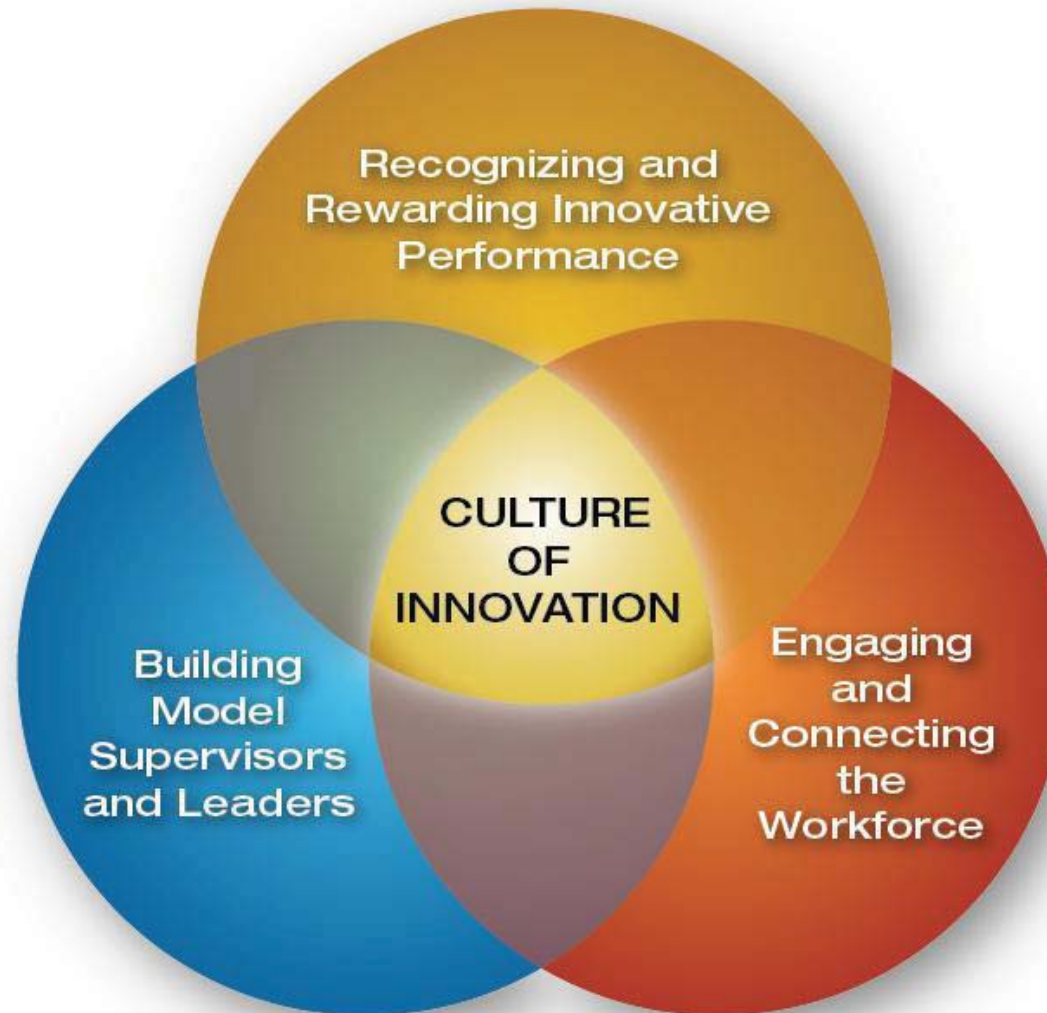 Recognizing and
Rewarding Innovative
Performance
CULTURE
OF
INNOVATION
Building
Model
Supervisors
and Leaders
Engaging
and
Connecting
the
Workforce